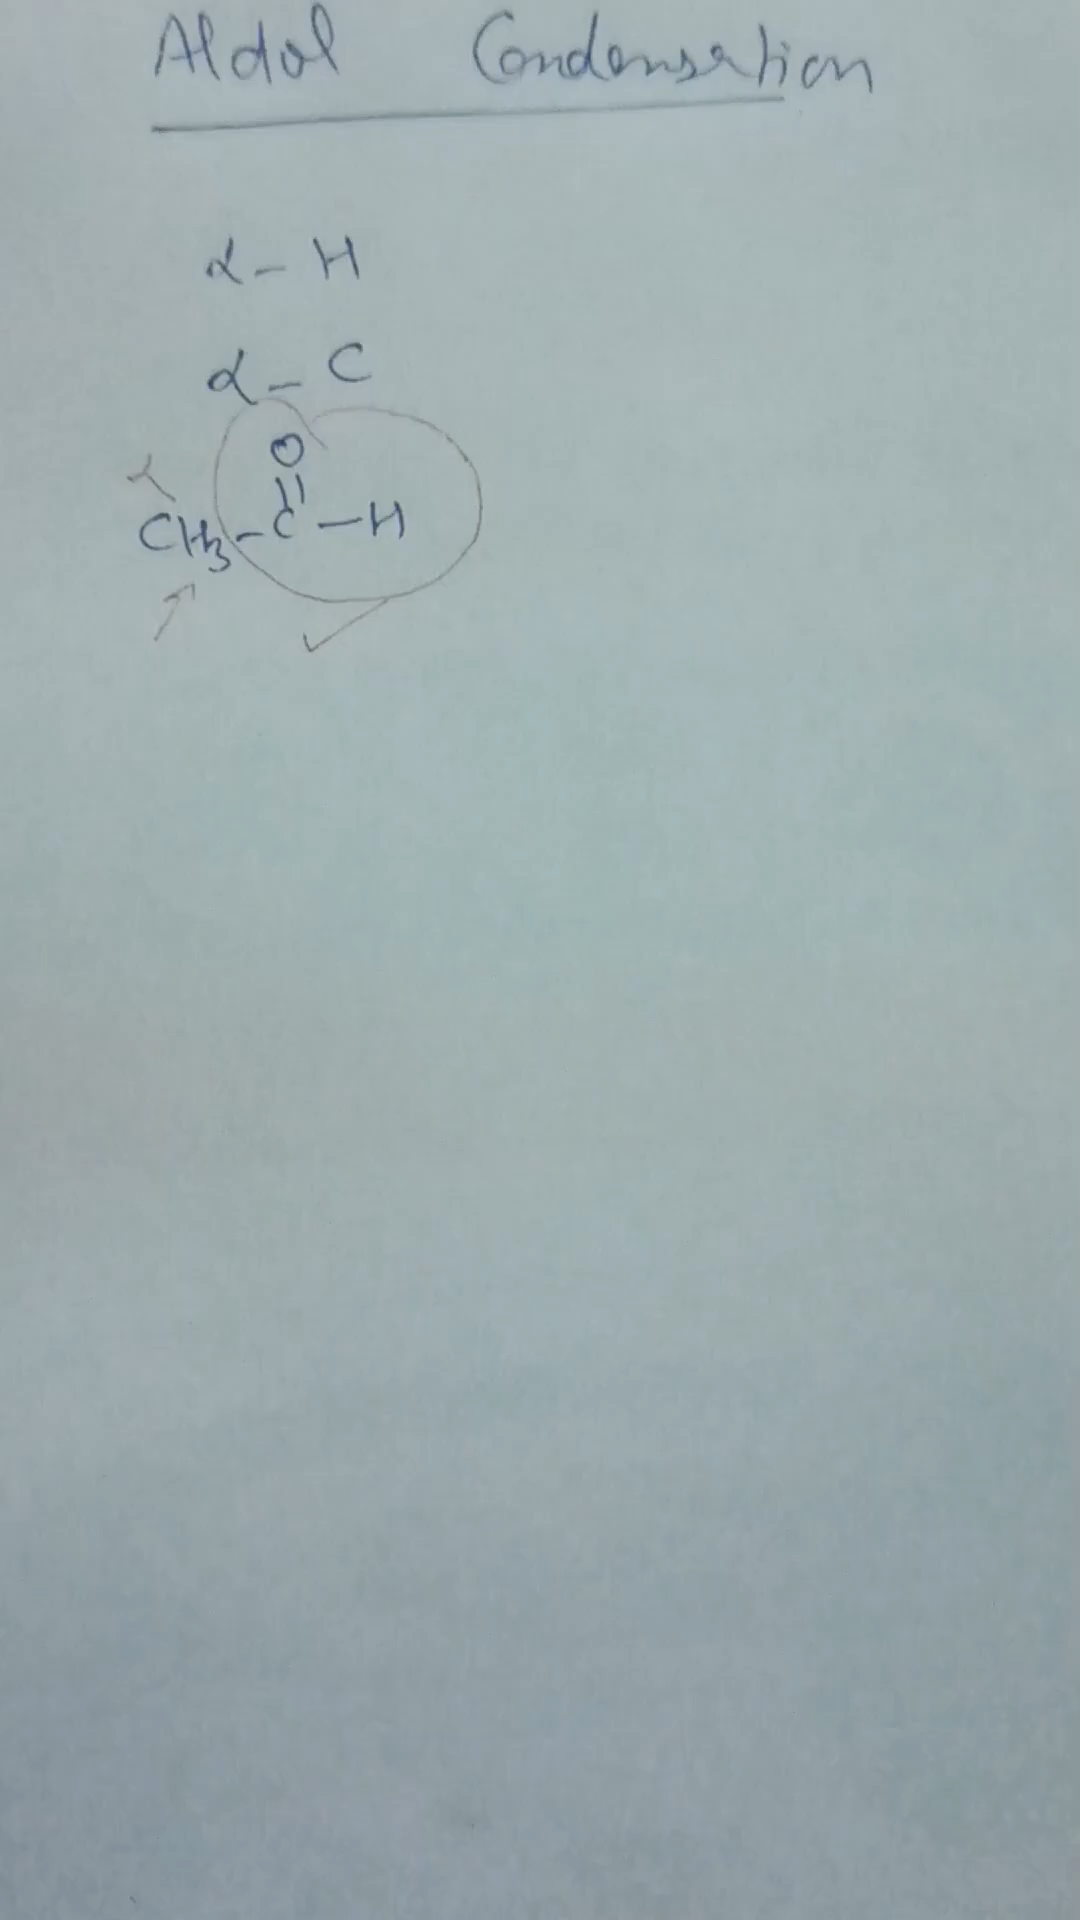 Aldol Condensation
α - H
α - C
O
α
||
CH3 - C - H